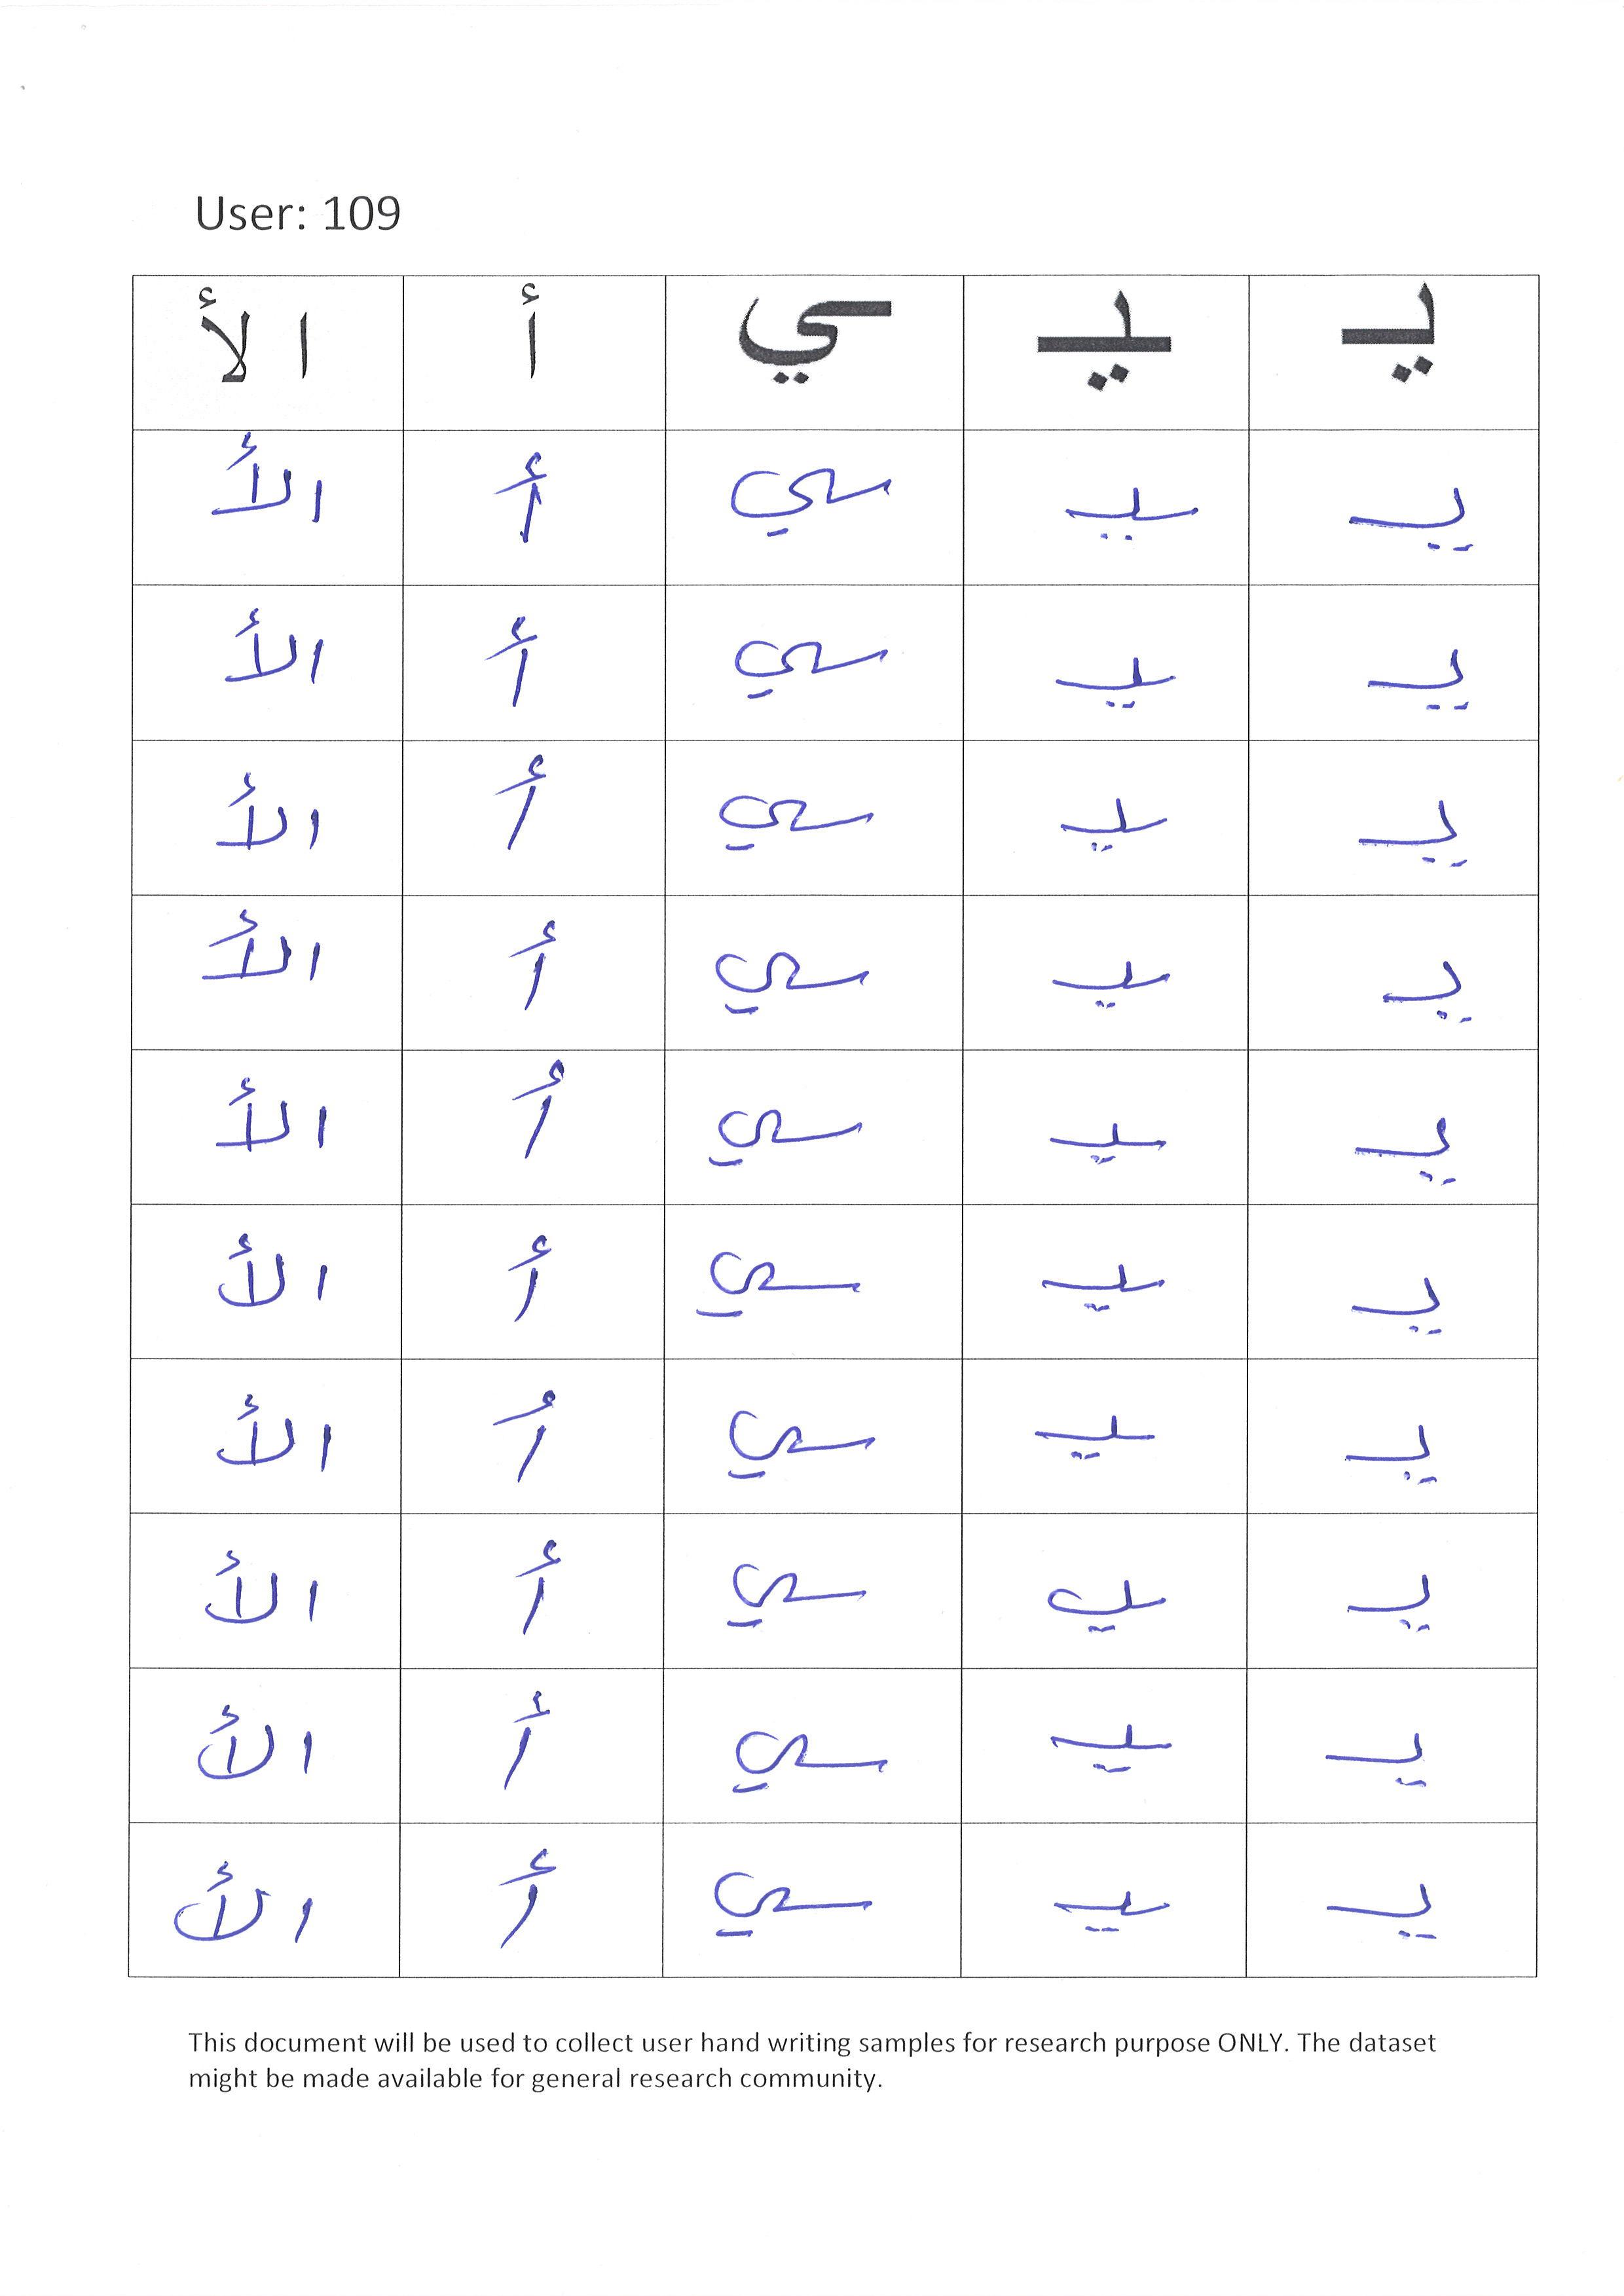 User: 109
يـ ـيـ ـي أ ا لأ
يـ ـيـ ـي أ الأ
يـ ـيـ ـي أ الأ
يـ ـيـ ـي أ الأ
يـ ـيـ ـي أ الأ
يـ ـيـ ـي أ الأ
يـ ـيـ ـي أ الأ
يـ ـيـ ـي أ الأ
يـ ـيـ ـي أ الأ
يـ ـيـ ـي أ الأ
يـ ـيـ ـي أ الأ
This document will be used to collect user hand writing samples for research purpose ONLY. The dataset
might be made available for general research community.